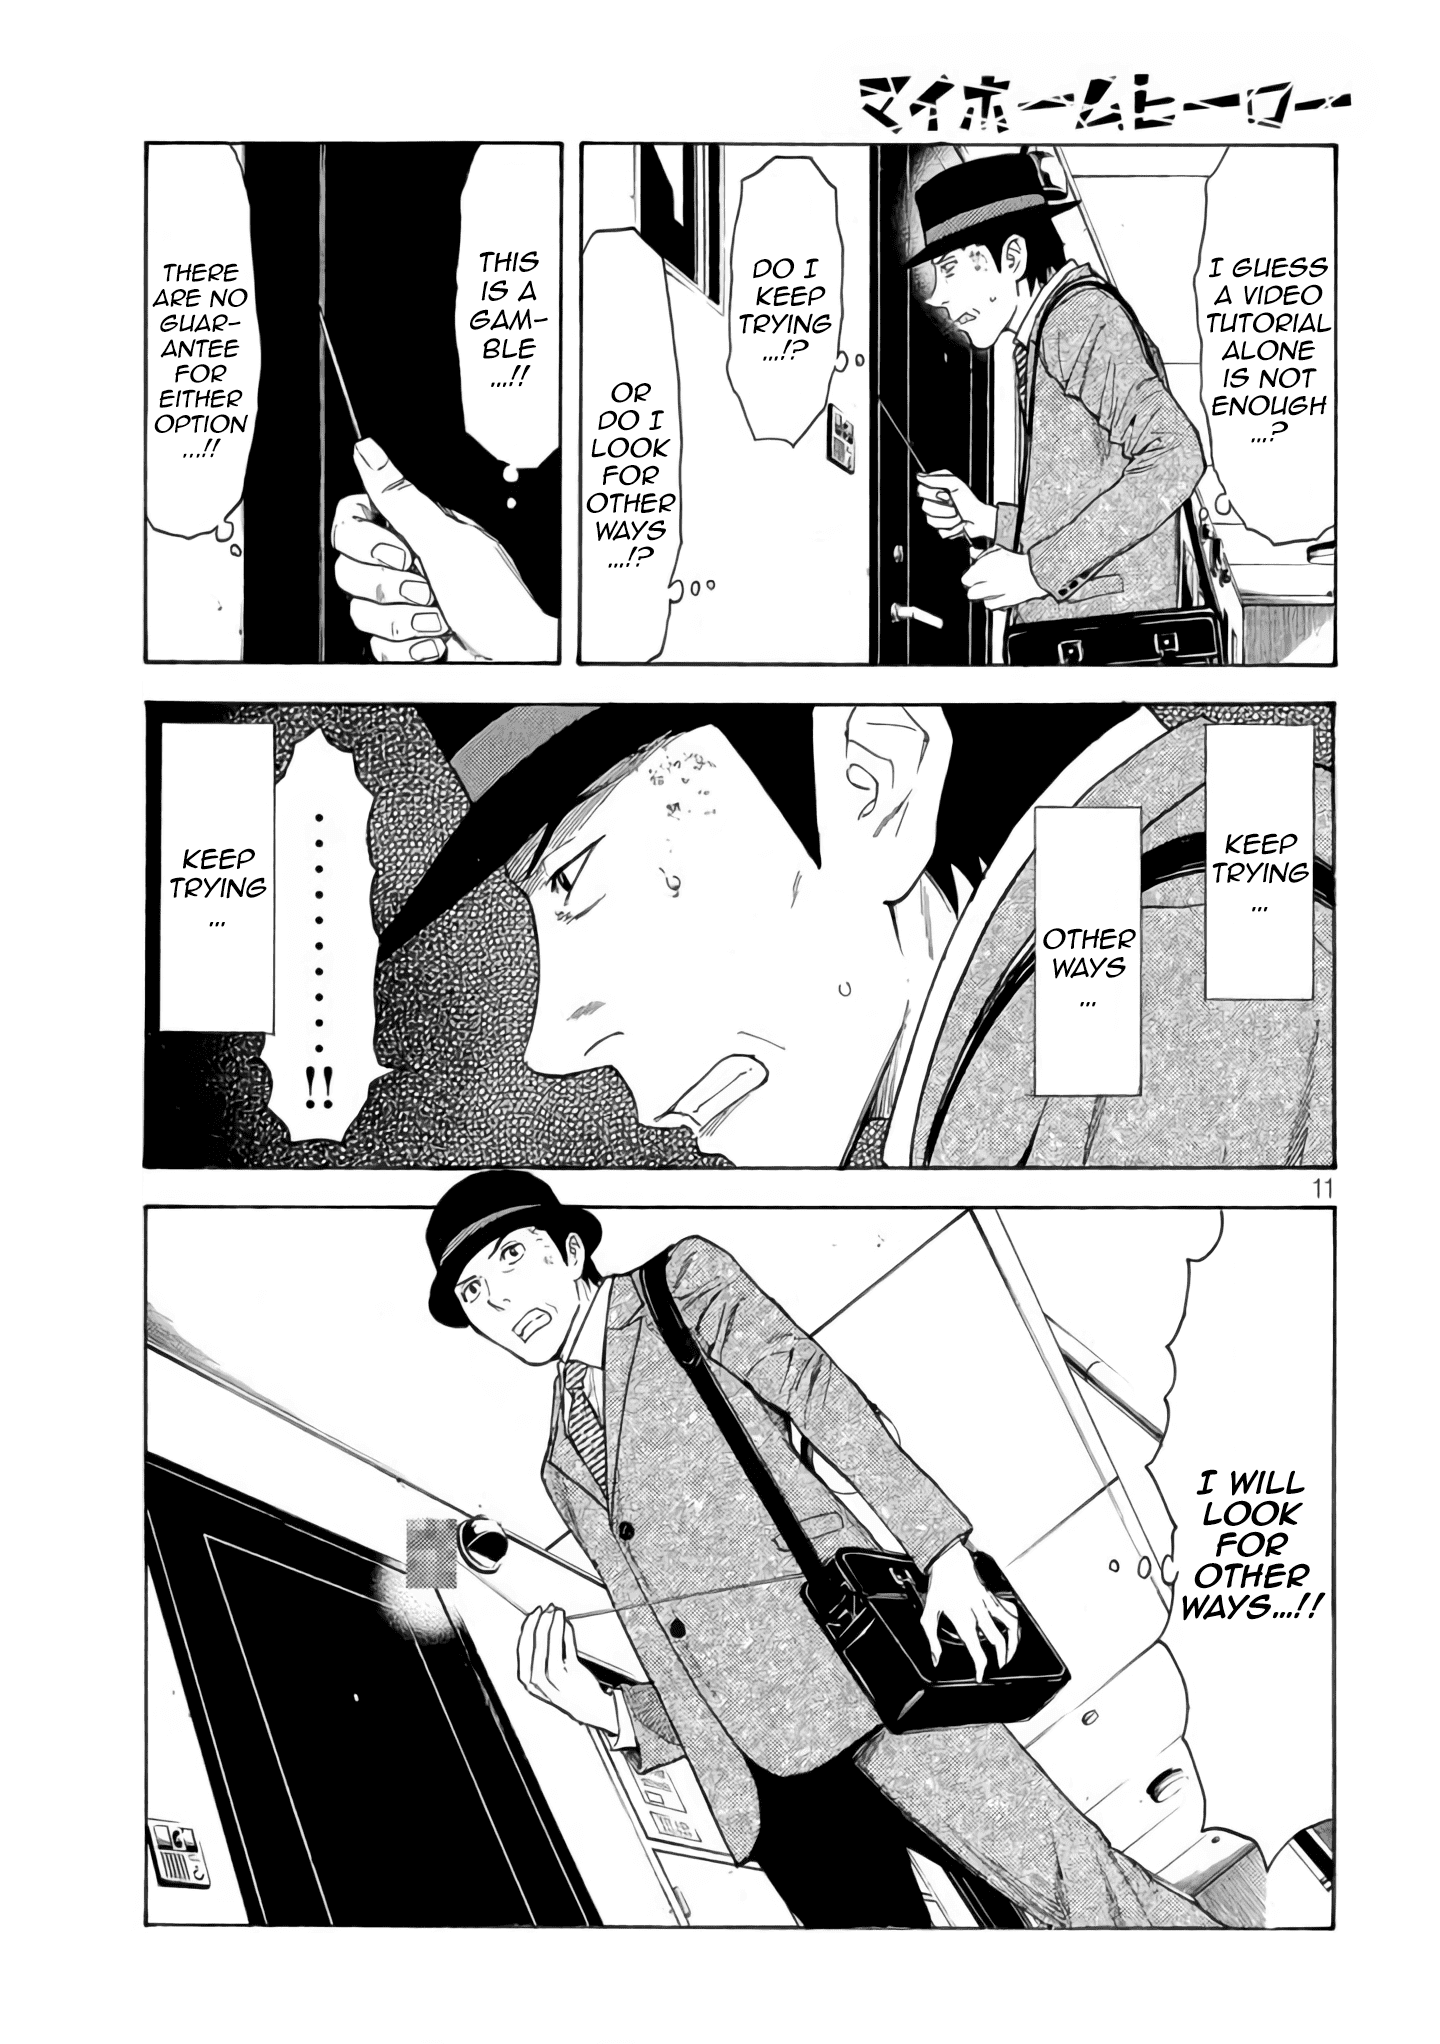 マイホームヒーロー
I GUESS
A VIDEO
TUTORIAL
ALONE
IS NOT
ENOUGH
...?
DO I
KEEP
TRYING
...!?
OR
DO I
LOOK
FOR
OTHER
WAYS
...!?
THIS
IS A
GAM-
BLE
...!!
THERE
ARE NO
GUAR-
ANTEE
FOR
EITHER
OPTION
...!!
KEEP
TRYING
...
OTHER
WAYS
...
..........!!
KEEP
TRYING
...
11
I WILL
LOOK
FOR
OTHER
WAYS...!!